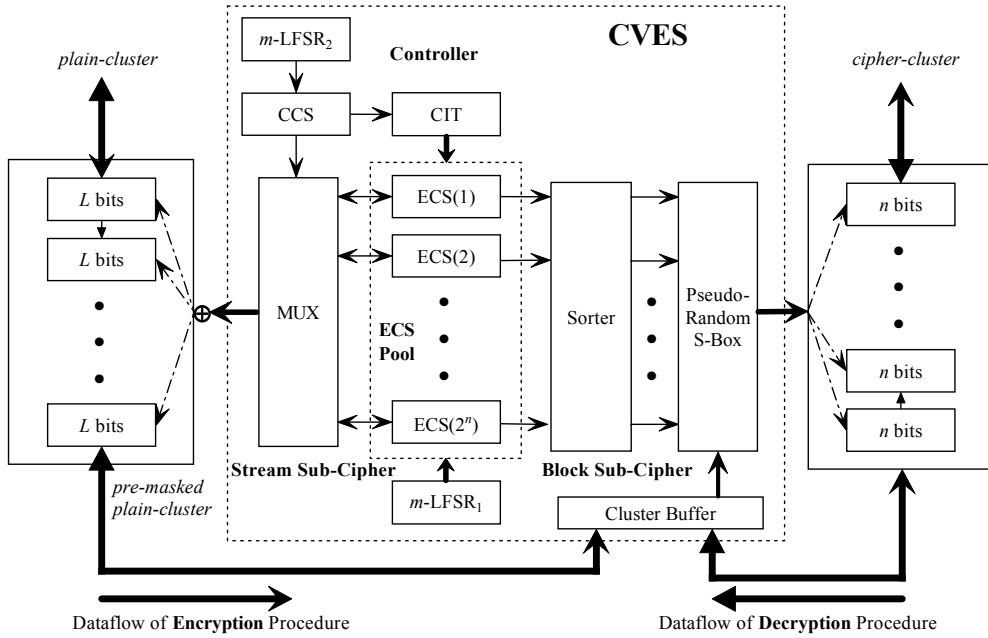 CVES
m-LFSR₂
Controller
plain-cluster
cipher-cluster
CCS
CIT
L bits
L bits
L bits
MUX
ECS(1)
ECS(2)
ECS
Pool
ECS(2ⁿ)
Sorter
Pseudo-
Random
S-Box
n bits
n bits
n bits
Stream Sub-Cipher
Block Sub-Cipher
pre-masked
plain-cluster
m-LFSR₁
Cluster Buffer
Dataflow of Encryption Procedure
Dataflow of Decryption Procedure